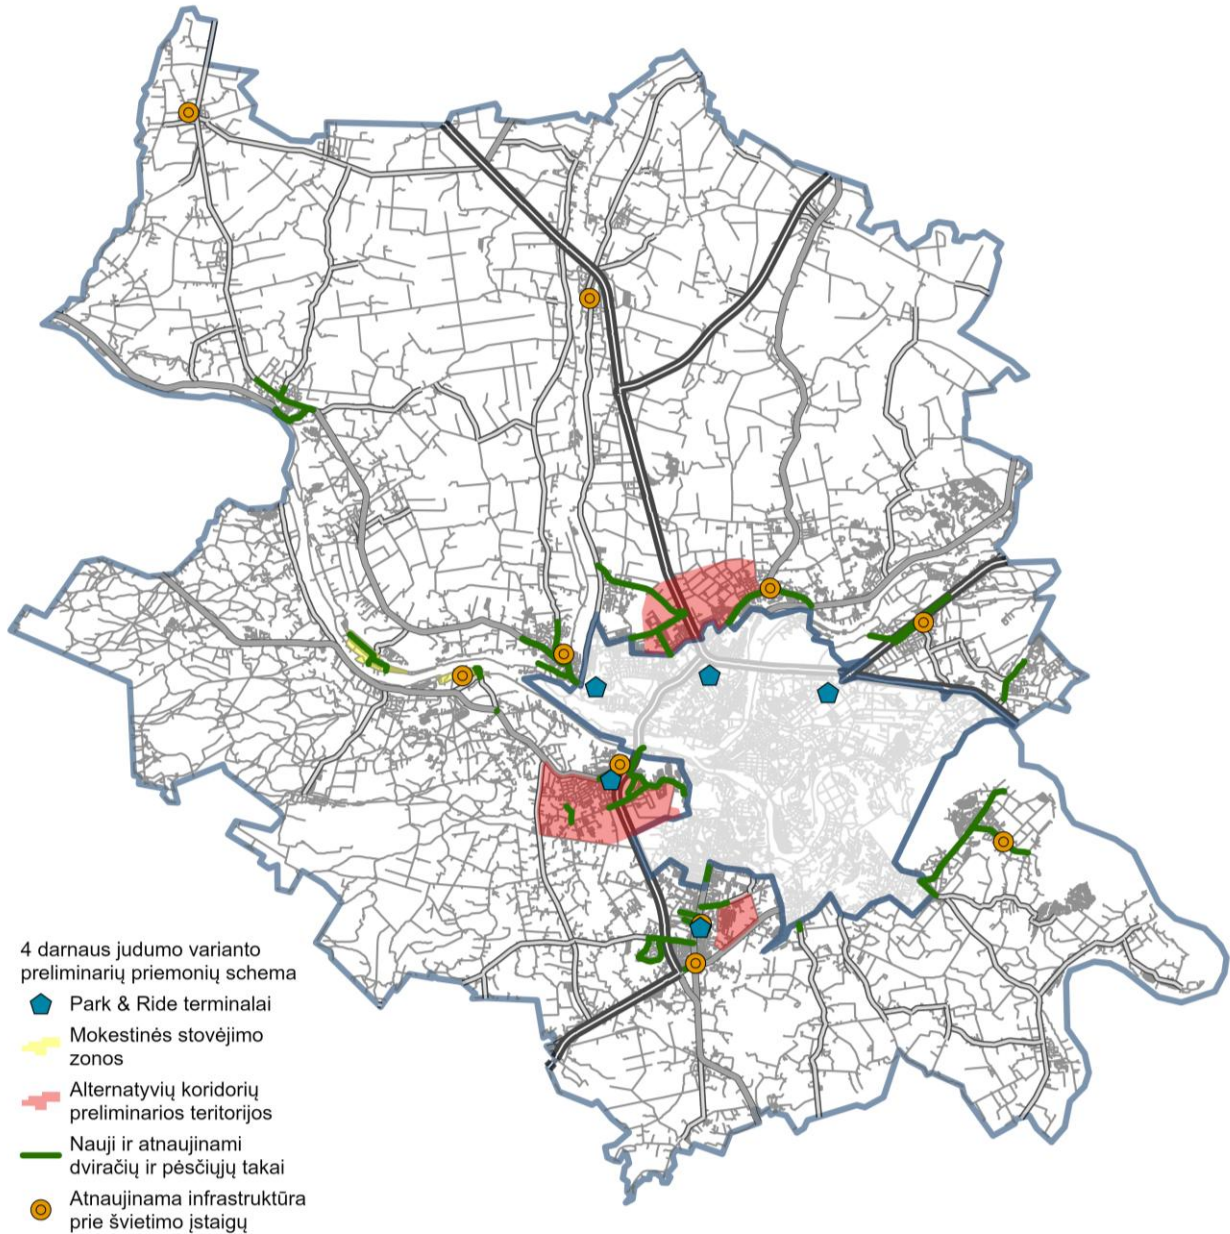 4 darnaus judumo varianto
preliminarių priemonių schema
Park & Ride terminalai
Mokestinės stovėjimo
zonos
Alternatyvių koridorių
preliminarios teritorijos
Nauji ir atnaujinami
dviračių ir pėsčiųjų takai
Atnaujinama infrastruktūra
prie švietimo įstaigų